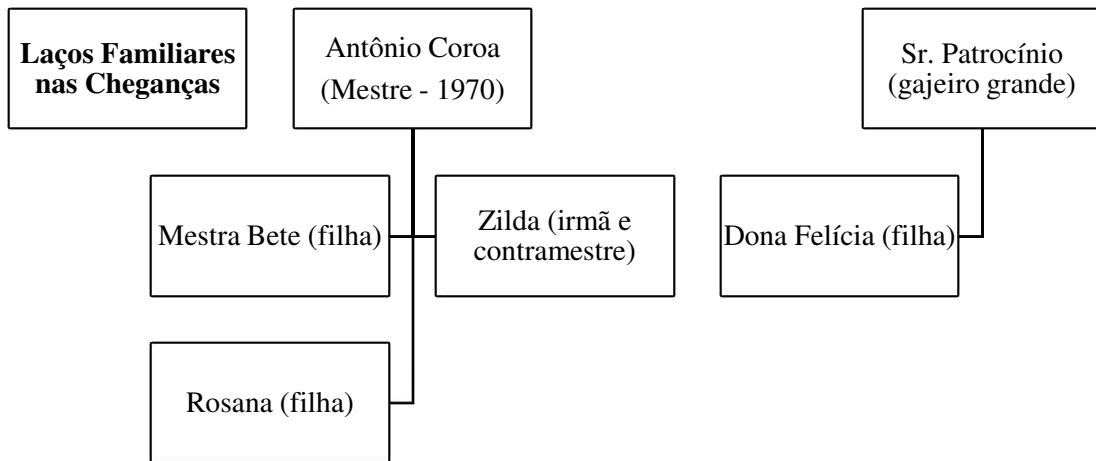 Laços Familiares
nas Cheganças
Antônio Coroa
(Mestre - 1970)
Sr. Patrocínio
(gajeiro grande)
Mestra Bete (filha)
Zilda (irmã e
contramestre)
Dona Felícia (filha)
Rosana (filha)